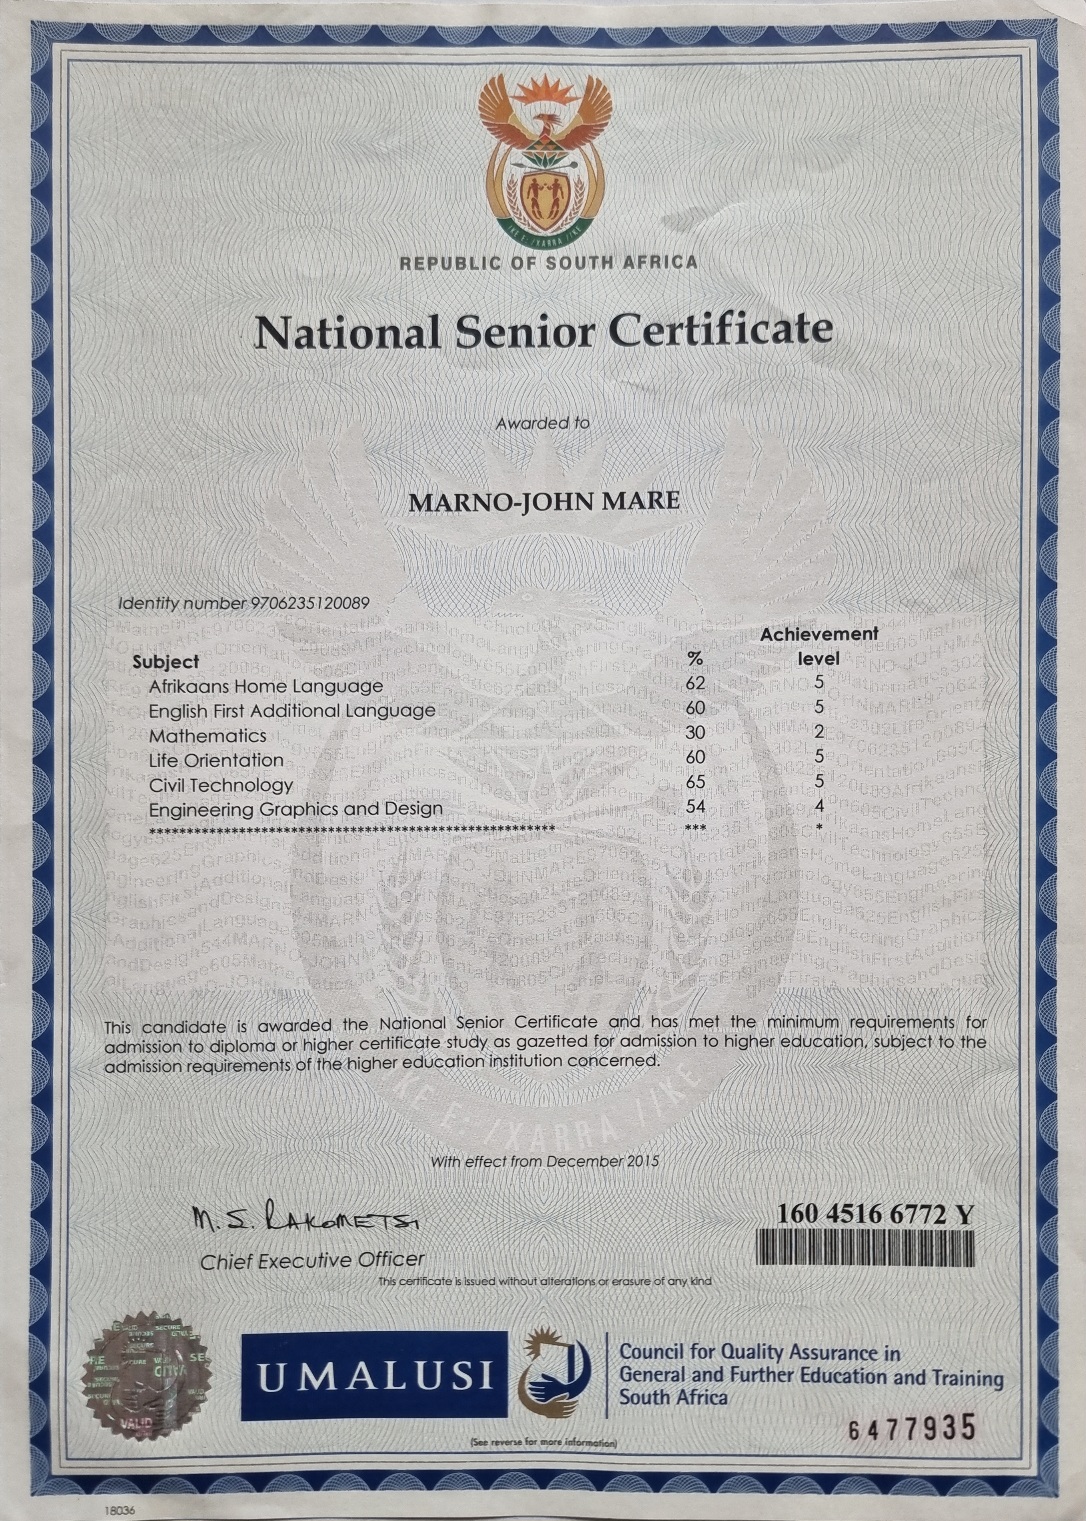 REPUBLIC OF SOUTH AFRICA
National Senior Certificate
Awarded to
MARNO-JOHN MARE
Identity number 9706235120089
Achievement
Subject % level
Afrikaans Home Language 62 5
English First Additional Language 60 5
Mathematics 30 2
Life Orientation 60 5
Civil Technology 65 5
Engineering Graphics and Design 54 4
This candidate is awarded the National Senior Certificate and has met the minimum requirements for
admission to diploma or higher certificate study as gazetted for admission to higher education, subject to the
admission requirements of the higher education institution concerned.
With effect from December 2015
M. S. RAKOMETSI
160 4516 6772 Y
Chief Executive Officer
This certificate is issued without alterations or erasure of any kind
VALID
UMALUSI
Council for Quality Assurance in
General and Further Education and Training
South Africa
6477935
(See reverse for more information)
18036